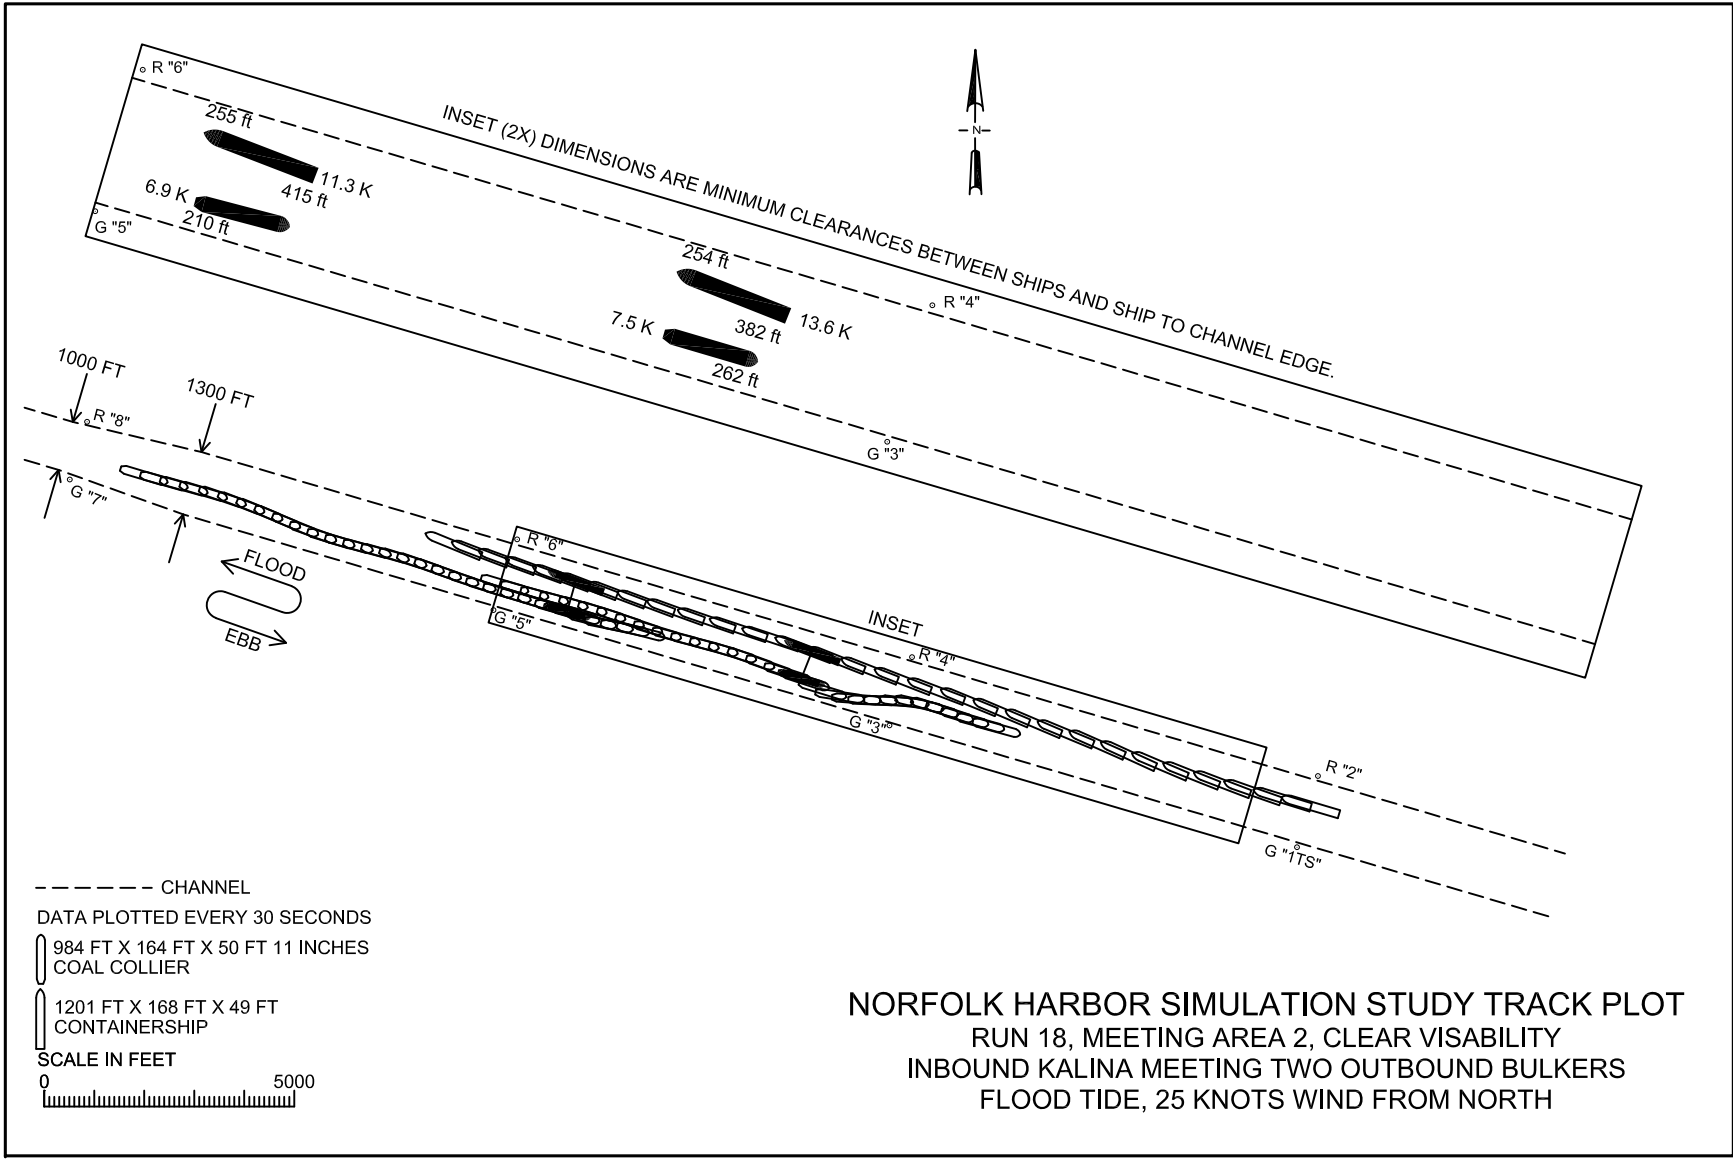 R "6"
255 ft
INSET (2X) DIMENSIONS ARE MINIMUM CLEARANCES BETWEEN SHIPS AND SHIP TO CHANNEL EDGE.
N
11.3 K
415 ft
6.9 K
210 ft
G "5"
254 ft
R "4"
13.6 K
7.5 K
382 ft
262 ft
G "3"
1000 FT
1300 FT
R "8"
G "7"
FLOOD
EBB
R "6"
G "5"
INSET
R "4"
G "3"
R "2"
G "1TS"
CHANNEL
DATA PLOTTED EVERY 30 SECONDS
984 FT X 164 FT X 50 FT 11 INCHES
COAL COLLIER
1201 FT X 168 FT X 49 FT
CONTAINERSHIP
SCALE IN FEET
0 5000
NORFOLK HARBOR SIMULATION STUDY TRACK PLOT
RUN 18, MEETING AREA 2, CLEAR VISABILITY
INBOUND KALINA MEETING TWO OUTBOUND BULKERS
FLOOD TIDE, 25 KNOTS WIND FROM NORTH